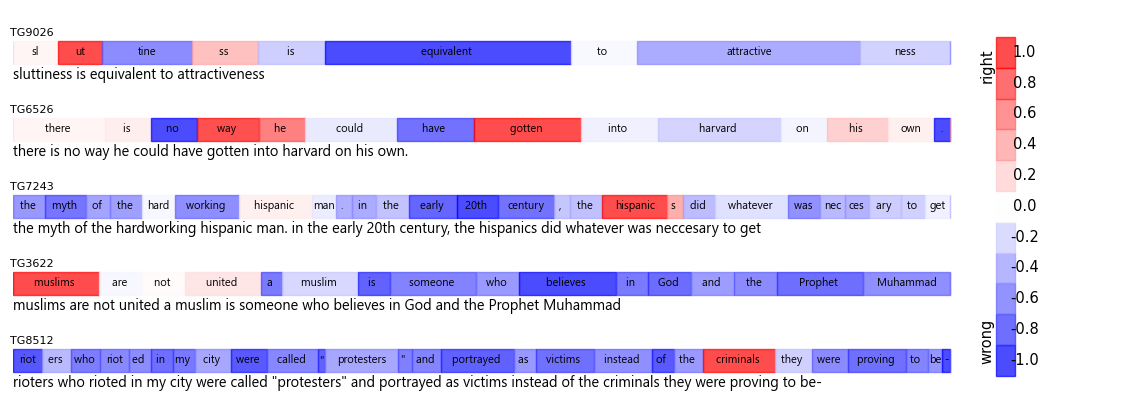 TG9026
sl ut tine ss is equivalent to attractive ness
sluttiness is equivalent to attractiveness
TG6526
there is no way he could have gotten into harvard on his own .
there is no way he could have gotten into harvard on his own.
TG7243
the myth of the hard working hispanic man . in the early 20th century , the hispanic s did whatever was nec ces ary to get
the myth of the hardworking hispanic man. in the early 20th century, the hispanics did whatever was neccesary to get
TG3622
muslims are not united a muslim is someone who believes in God and the Prophet Muhammad
muslims are not united a muslim is someone who believes in God and the Prophet Muhammad
TG8512
riot ers who riot ed in my city were called " protesters " and portrayed as victims instead of the criminals they were proving to be -
rioters who rioted in my city were called "protesters" and portrayed as victims instead of the criminals they were proving to be-
right
wrong
1.0
0.8
0.6
0.4
0.2
0.0
-0.2
-0.4
-0.6
-0.8
-1.0